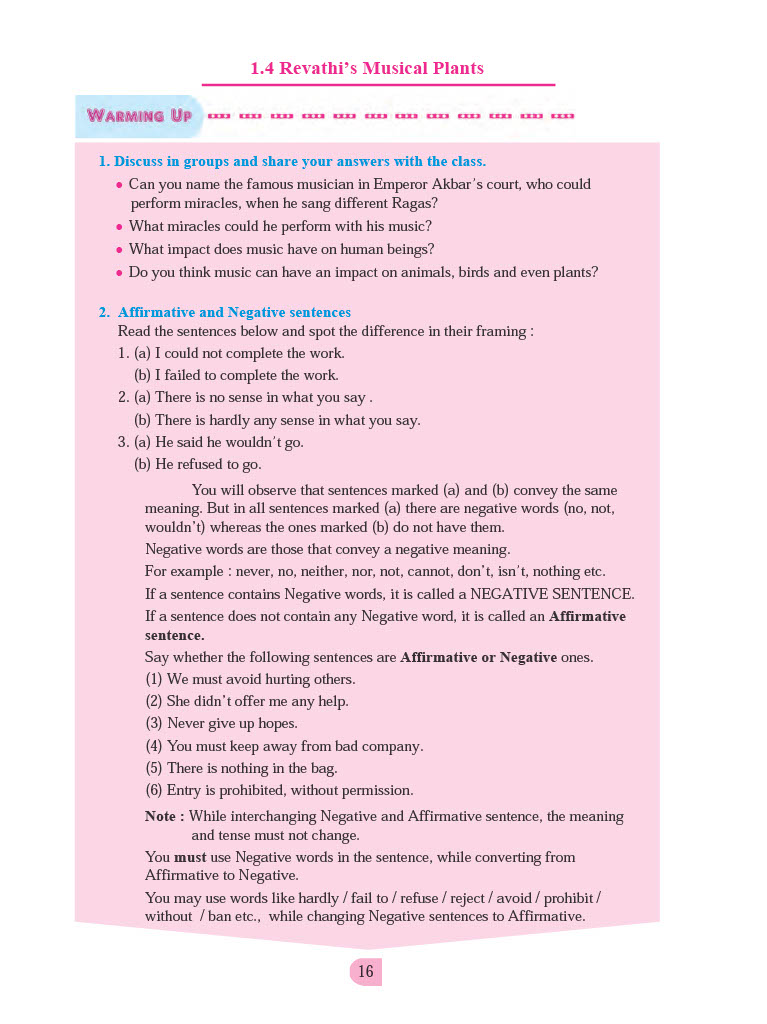 1.4 Revathi's Musical Plants
WARMING UP
1. Discuss in groups and share your answers with the class.
• Can you name the famous musician in Emperor Akbar's court, who could
perform miracles, when he sang different Ragas?
• What miracles could he perform with his music?
• What impact does music have on human beings?
• Do you think music can have an impact on animals, birds and even plants?
2. Affirmative and Negative sentences
Read the sentences below and spot the difference in their framing :
1. (a) I could not complete the work.
(b) I failed to complete the work.
2. (a) There is no sense in what you say .
(b) There is hardly any sense in what you say.
3. (a) He said he wouldn't go.
(b) He refused to go.
You will observe that sentences marked (a) and (b) convey the same
meaning. But in all sentences marked (a) there are negative words (no, not,
wouldn't) whereas the ones marked (b) do not have them.
Negative words are those that convey a negative meaning.
For example : never, no, neither, nor, not, cannot, don't, isn't, nothing etc.
If a sentence contains Negative words, it is called a NEGATIVE SENTENCE.
If a sentence does not contain any Negative word, it is called an Affirmative
sentence.
Say whether the following sentences are Affirmative or Negative ones.
(1) We must avoid hurting others.
(2) She didn't offer me any help.
(3) Never give up hopes.
(4) You must keep away from bad company.
(5) There is nothing in the bag.
(6) Entry is prohibited, without permission.
Note : While interchanging Negative and Affirmative sentence, the meaning
and tense must not change.
You must use Negative words in the sentence, while converting from
Affirmative to Negative.
You may use words like hardly / fail to / refuse / reject / avoid / prohibit /
without / ban etc., while changing Negative sentences to Affirmative.
16